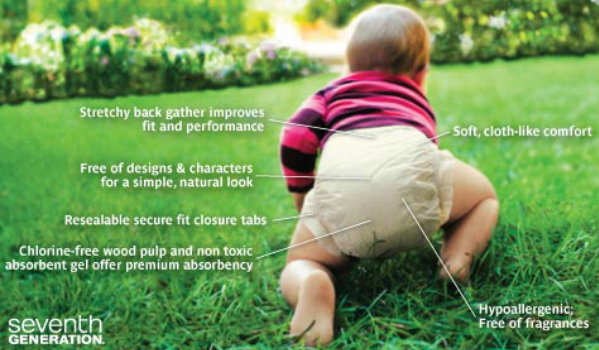 Stretchy back gather improves
fit and performance
Soft, cloth-like comfort
Free of designs & characters
for a simple, natural look
Resealable secure fit closure tabs
Chlorine-free wood pulp and non toxic
absorbent gel offer premium absorbency
Hypoallergenic;
Free of fragrances
seventh
GENERATION.